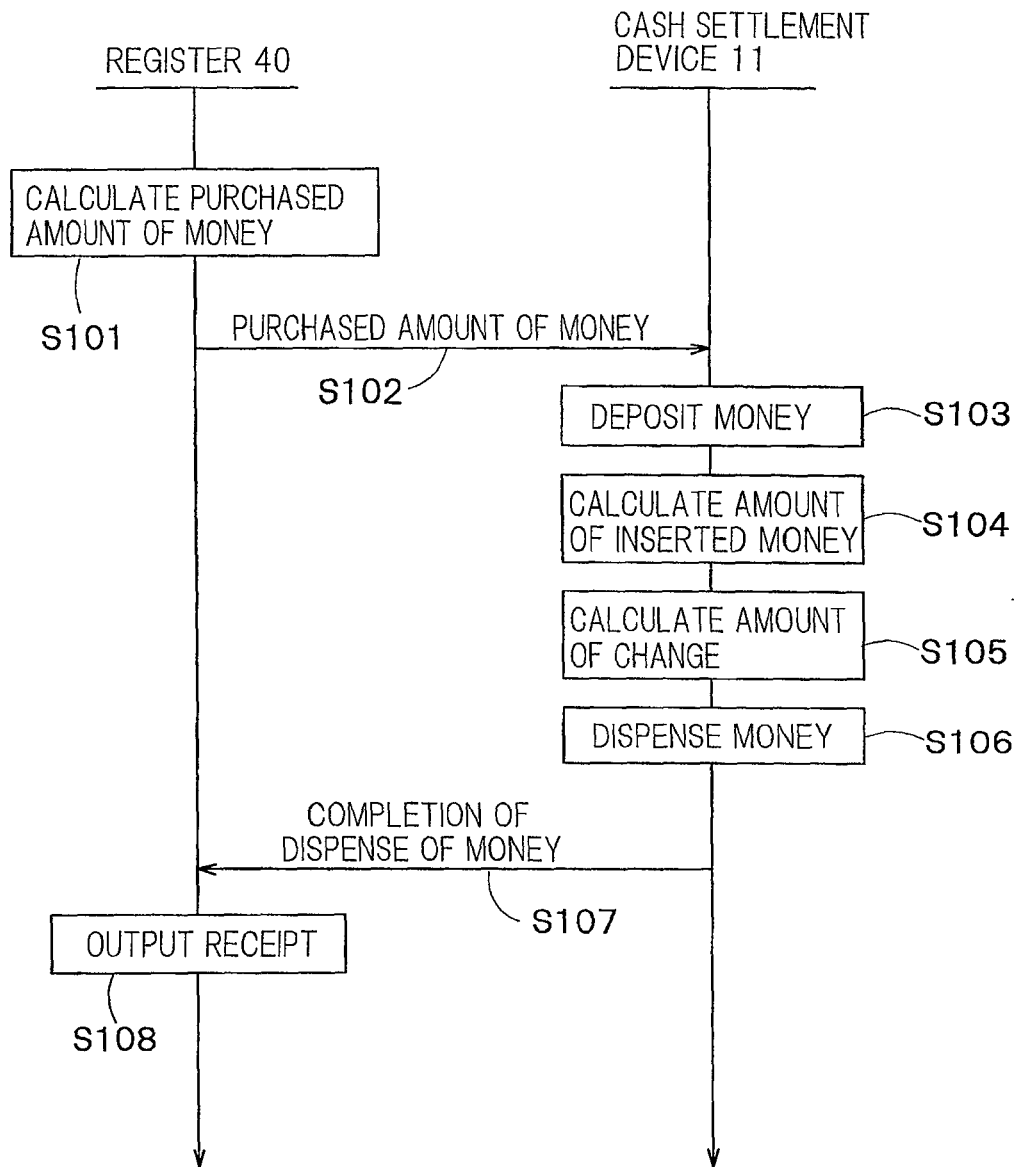 REGISTER 40
CASH SETTLEMENT
DEVICE 11
CALCULATE PURCHASED
AMOUNT OF MONEY
S101
PURCHASED AMOUNT OF MONEY
S102
DEPOSIT MONEY
S103
CALCULATE AMOUNT
OF INSERTED MONEY
S104
CALCULATE AMOUNT
OF CHANGE
S105
DISPENSE MONEY
S106
COMPLETION OF
DISPENSE OF MONEY
S107
OUTPUT RECEIPT
S108